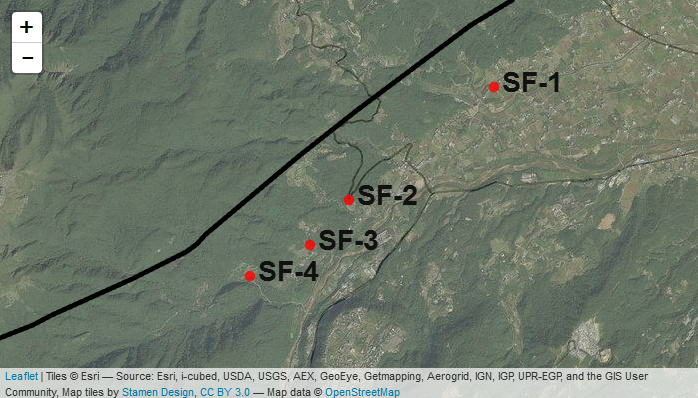 +
−
SF-1
SF-2
SF-3
SF-4
Leaflet | Tiles © Esri — Source: Esri, i-cubed, USDA, USGS, AEX, GeoEye, Getmapping, Aerogrid, IGN, IGP, UPR-EGP, and the GIS User
Community, Map tiles by Stamen Design, CC BY 3.0 — Map data © OpenStreetMap